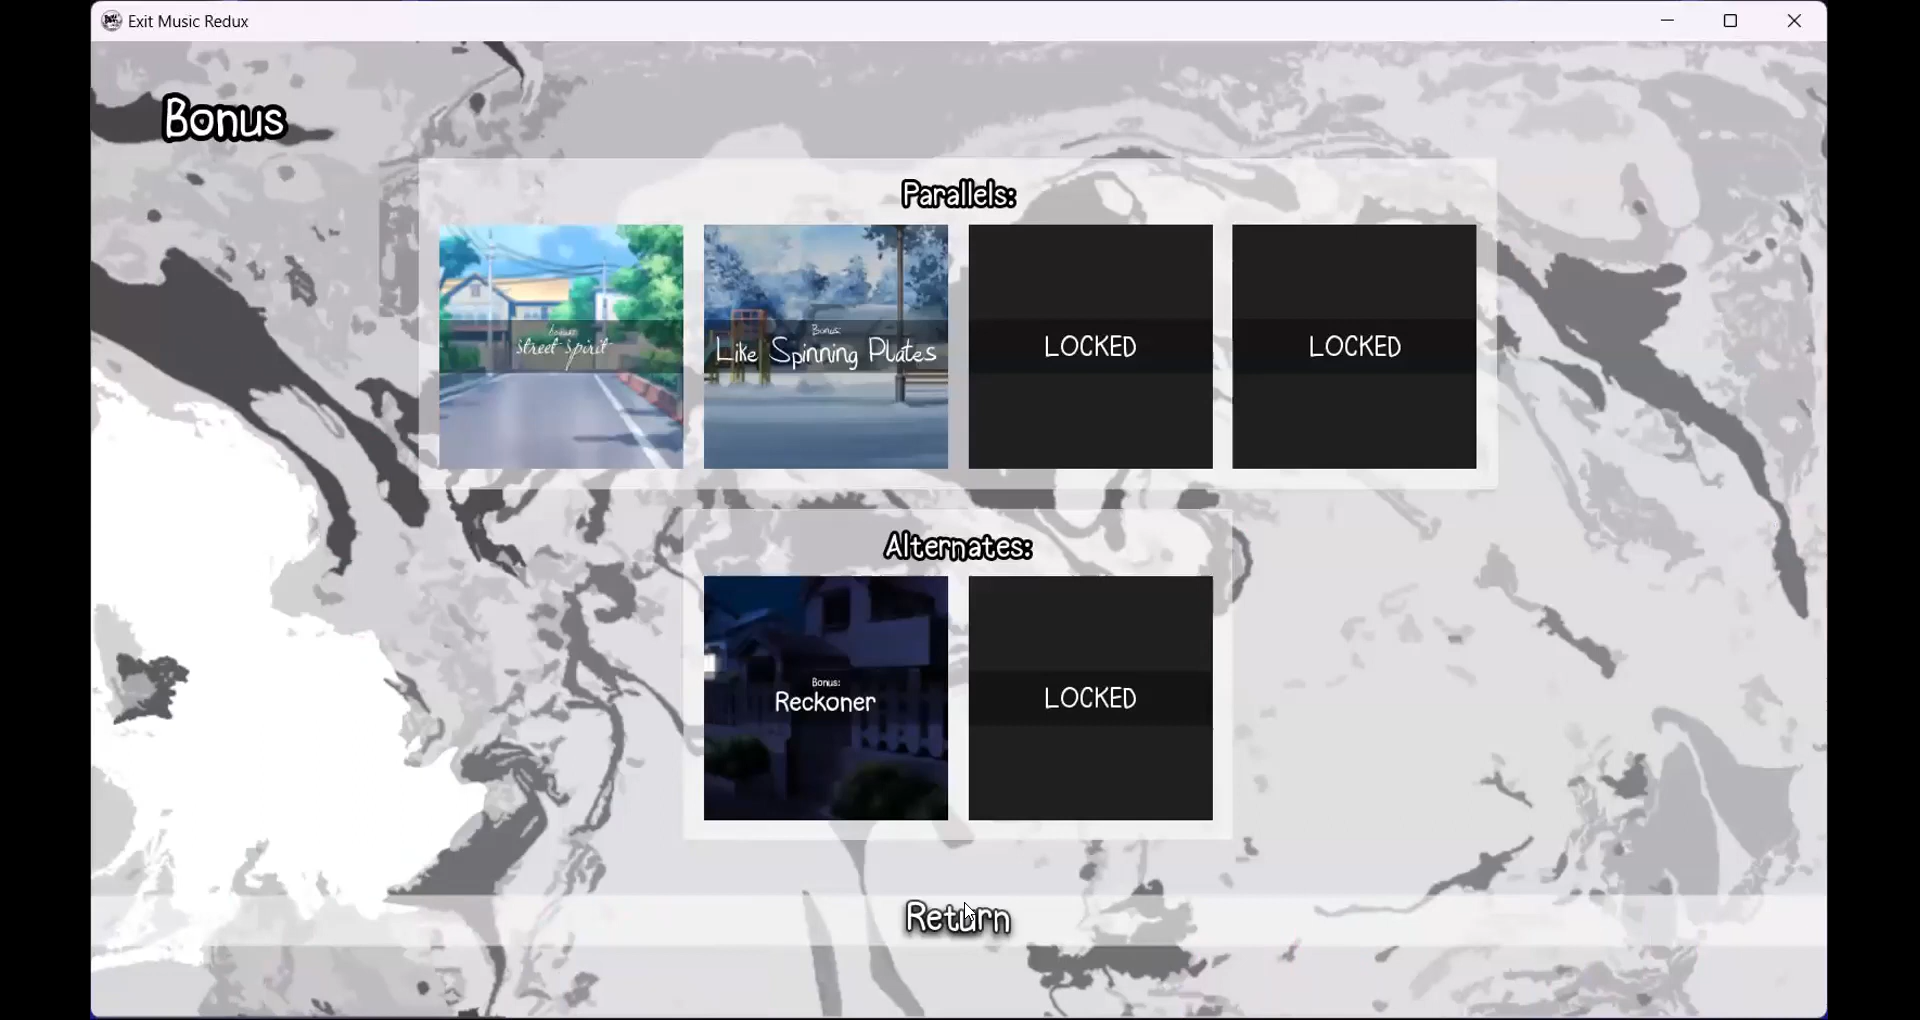 Exit Music Redux
Bonus
Parallels:
bonus:
street spirit
Bonus:
Like Spinning Plates
LOCKED
LOCKED
Alternates:
Bonus:
Reckoner
LOCKED
Return